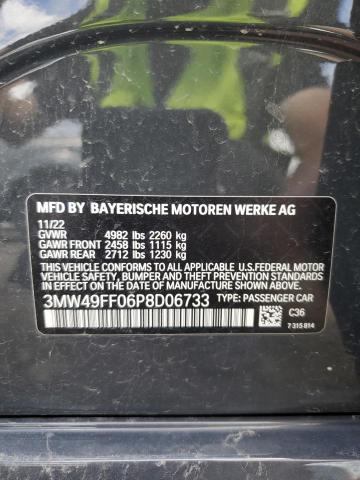 MFD BY BAYERISCHE MOTOREN WERKE AG
11/22
GVWR 4982 lbs 2260 kg
GAWR FRONT 2458 lbs 1115 kg
GAWR REAR 2712 lbs 1230 kg
THIS VEHICLE CONFORMS TO ALL APPLICABLE U.S.FEDERAL MOTOR
VEHICLE SAFETY, BUMPER AND THEFT PREVENTION STANDARDS IN
EFFECT ON THE DATE OF MANUFACTURE SHOWN ABOVE.
3MW49FF06P8D06733 TYPE: PASSENGER CAR
C36
7 315 814